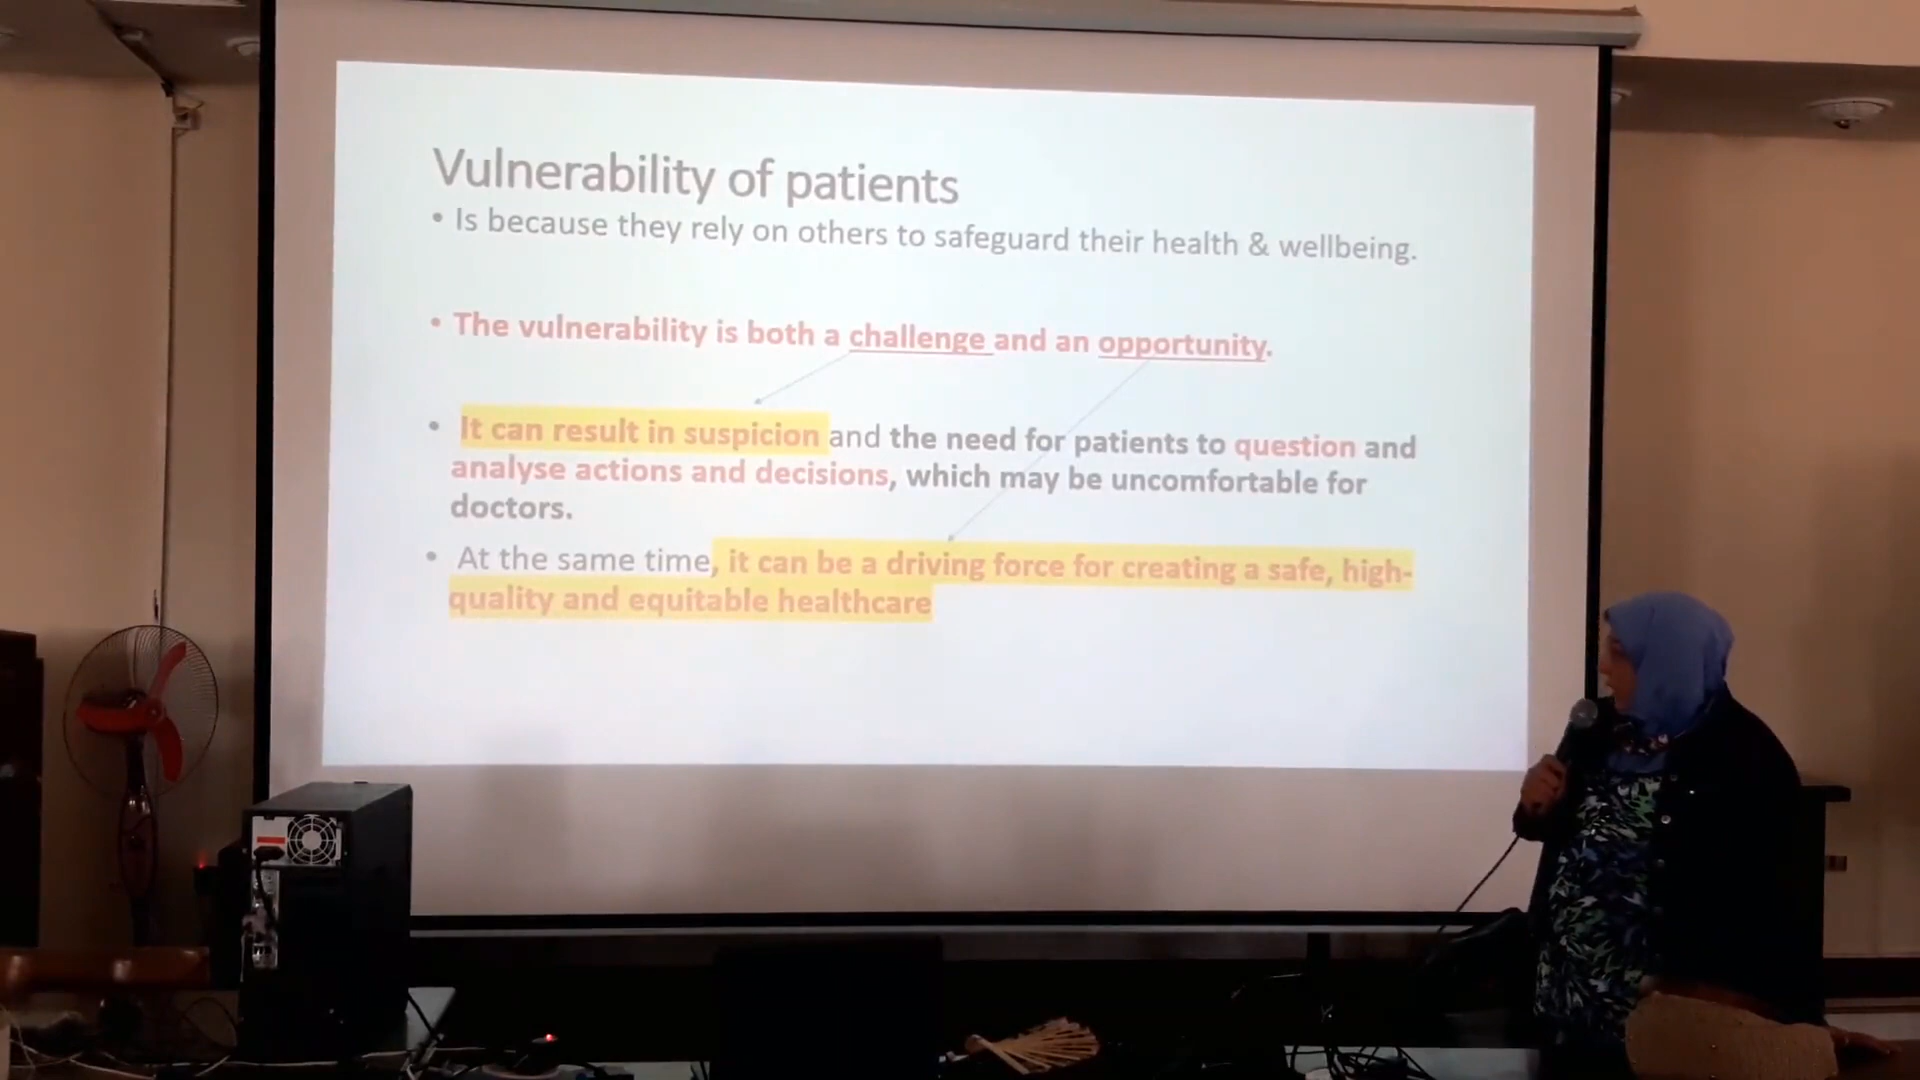 Vulnerability of patients
• Is because they rely on others to safeguard their health & wellbeing.
• The vulnerability is both a challenge and an opportunity.
• It can result in suspicion and the need for patients to question and
analyse actions and decisions, which may be uncomfortable for
doctors.
• At the same time, it can be a driving force for creating a safe, high-
quality and equitable healthcare